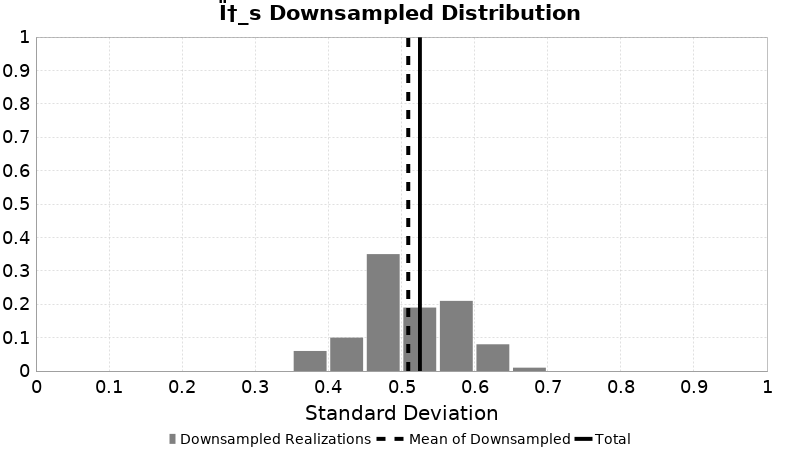 Ï†_s Downsampled Distribution
1
0.9
0.8
0.7
0.6
0.5
0.4
0.3
0.2
0.1
0
0 0.1 0.2 0.3 0.4 0.5 0.6 0.7 0.8 0.9 1
Standard Deviation
Downsampled Realizations Mean of Downsampled Total